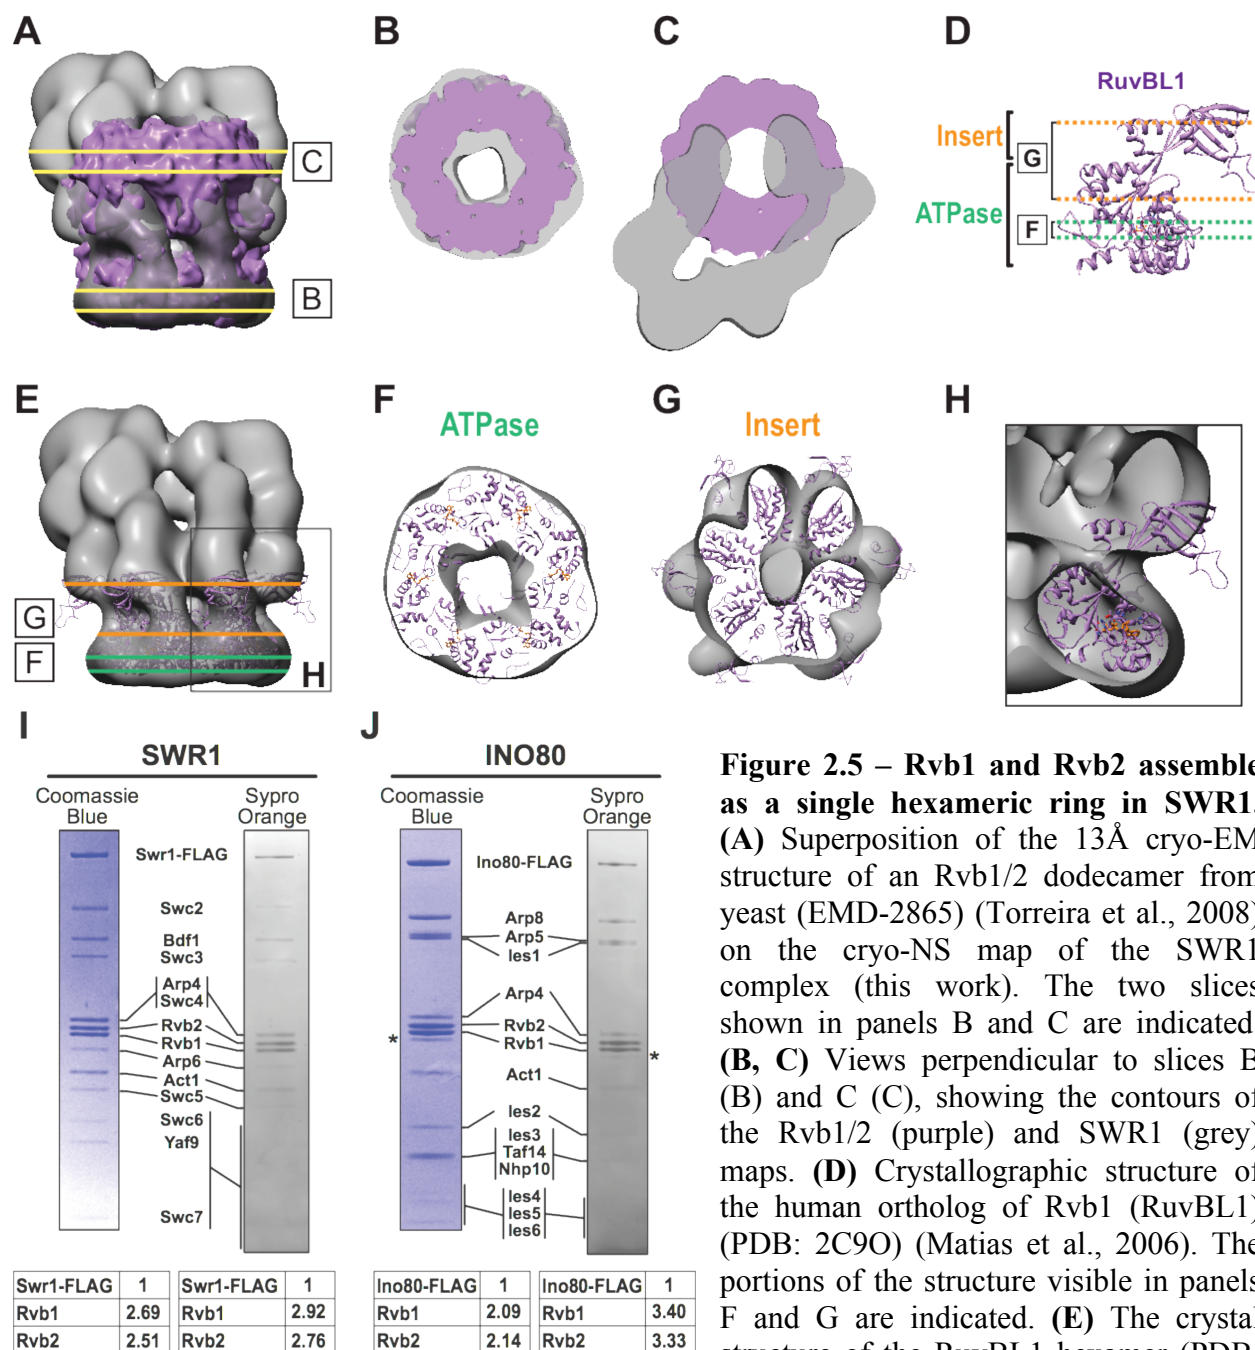 A
B
C
D
C
B
RuvBL1
Insert
G
ATPase
F
E
F
G
H
ATPase
Insert
G
F
H
I
J
SWR1
INO80
Coomassie
Blue
Sypro
Orange
Coomassie
Blue
Sypro
Orange
Swr1-FLAG
Swc2
Bdf1
Swc3
Arp4
Swc4
Rvb2
Rvb1
Arp6
Act1
Swc5
Swc6
Yaf9
Swc7
Ino80-FLAG
Arp8
Arp5
Ies1
Arp4
Rvb2
* Rvb1
*
Act1
Ies2
Ies3
Taf14
Nhp10
Ies4
Ies5
Ies6
Swr1-FLAG 1
Rvb1 2.69
Rvb2 2.51
Swr1-FLAG 1
Rvb1 2.92
Rvb2 2.76
Ino80-FLAG 1
Rvb1 2.09
Rvb2 2.14
Ino80-FLAG 1
Rvb1 3.40
Rvb2 3.33
Figure 2.5 – Rvb1 and Rvb2 assemble
as a single hexameric ring in SWR1.
(A) Superposition of the 13Å cryo-EM
structure of an Rvb1/2 dodecamer from
yeast (EMD-2865) (Torreira et al., 2008)
on the cryo-NS map of the SWR1
complex (this work). The two slices
shown in panels B and C are indicated
(B, C) Views perpendicular to slices B
(B) and C (C), showing the contours of
the Rvb1/2 (purple) and SWR1 (grey)
maps. (D) Crystallographic structure of
the human ortholog of Rvb1 (RuvBL1)
(PDB: 2C9O) (Matias et al., 2006). The
portions of the structure visible in panels
F and G are indicated. (E) The crystal
structure of the RuvBL1 hexamer (PDB: